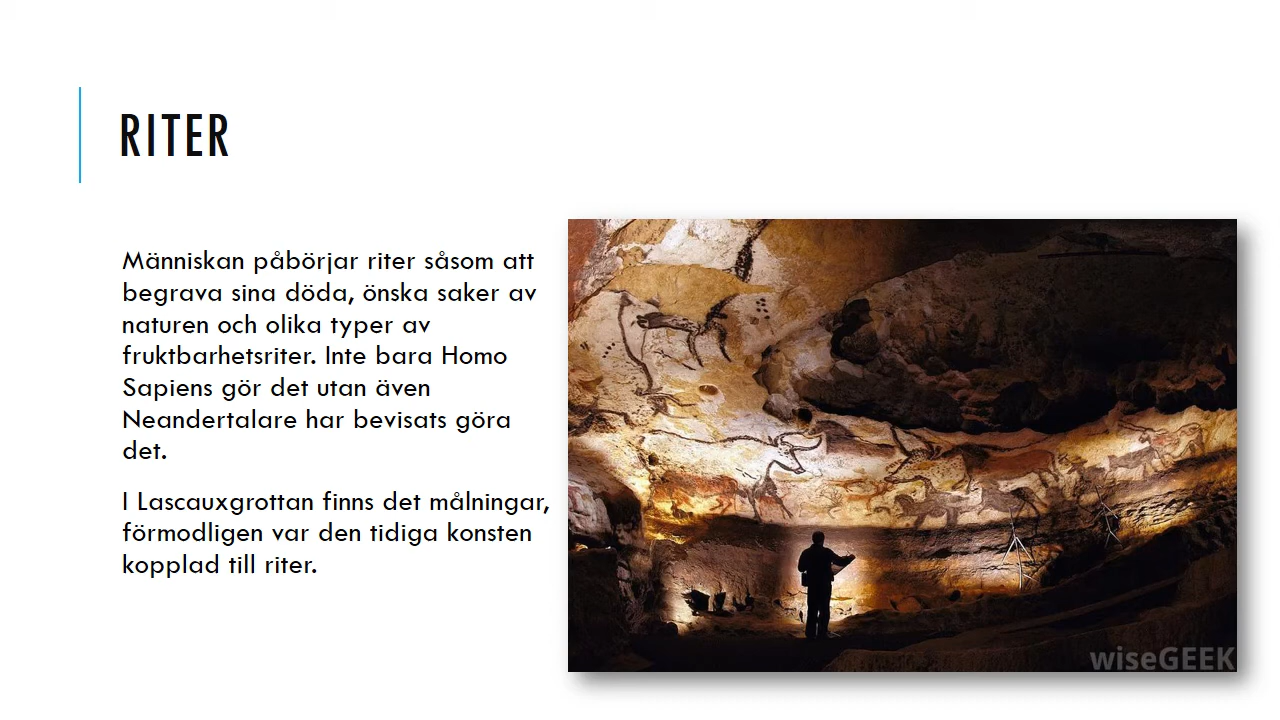 RITER
Människan påbörjar riter såsom att
begrava sina döda, önska saker av
naturen och olika typer av
fruktbarhetsriter. Inte bara Homo
Sapiens gör det utan även
Neandertalare har bevisats göra
det.
I Lascauxgrottan finns det målningar,
förmodligen var den tidiga konsten
kopplad till riter.
wiseGEEK